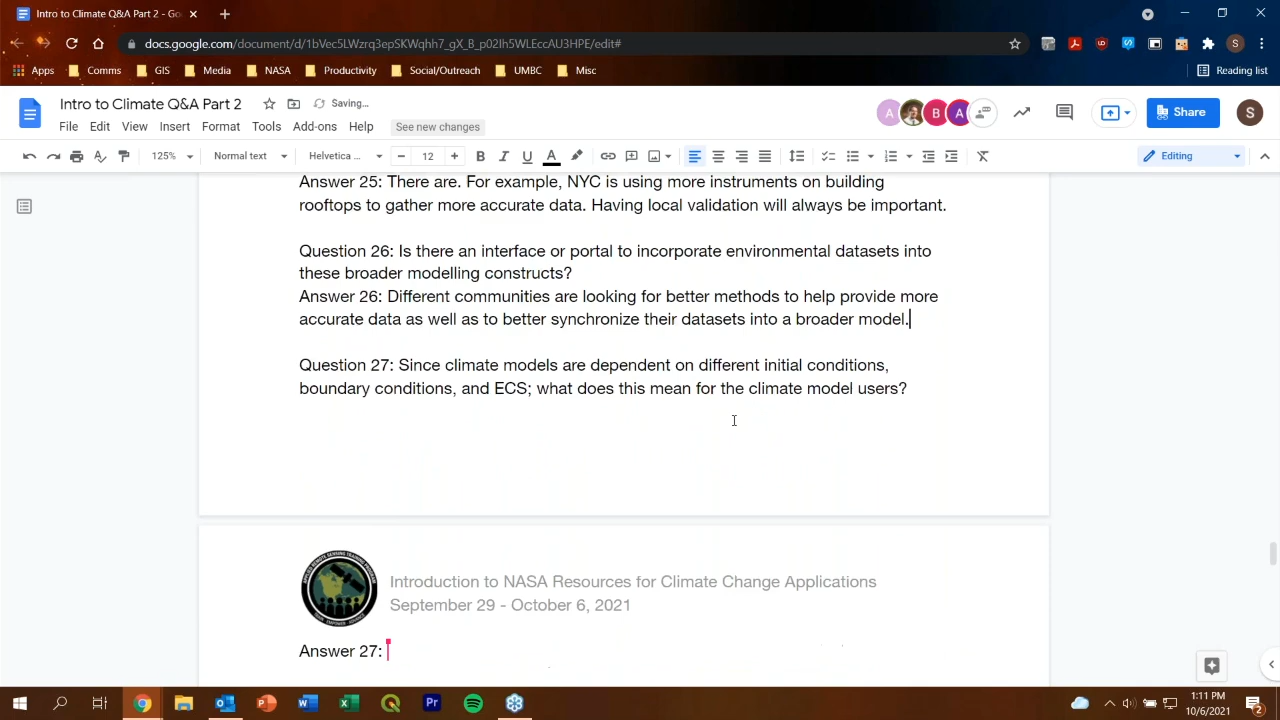 Intro to Climate Q&A Part 2 - Go
docs.google.com/document/d/1bVec5LWzrq3epSKWqhh7_gX_B_p02Ih5WLEccAU3HPE/edit#
Apps Comms GIS Media NASA Productivity Social/Outreach UMBC Misc Reading list
Intro to Climate Q&A Part 2 Saving...
File Edit View Insert Format Tools Add-ons Help See new changes
A B A Share S
125% Normal text Helvetica ... 12 B I U A Editing
Answer 25: There are. For example, NYC is using more instruments on building
rooftops to gather more accurate data. Having local validation will always be important.
Question 26: Is there an interface or portal to incorporate environmental datasets into
these broader modelling constructs?
Answer 26: Different communities are looking for better methods to help provide more
accurate data as well as to better synchronize their datasets into a broader model.
Question 27: Since climate models are dependent on different initial conditions,
boundary conditions, and ECS; what does this mean for the climate model users?
Introduction to NASA Resources for Climate Change Applications
September 29 - October 6, 2021
Answer 27:
1:11 PM
10/6/2021
2